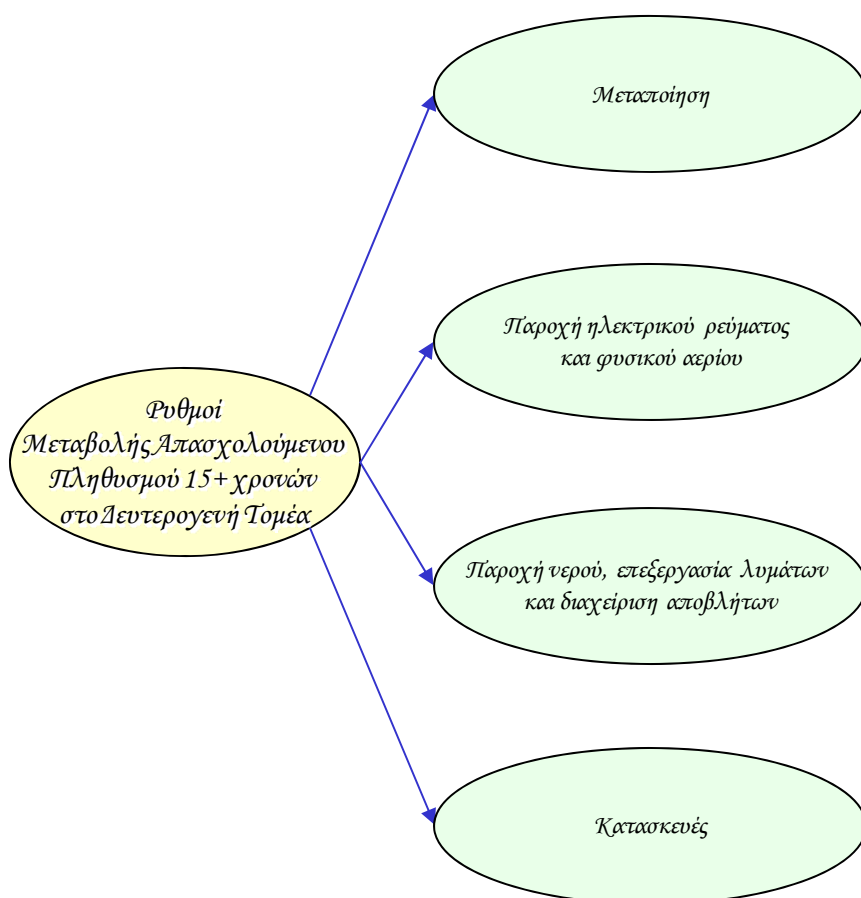 Μεταποίηση
Παροχή ηλεκτρικού ρεύματος
και φυσικού αερίου
Ρυθμοί
Μεταβολής Απασχολούμενου
Πληθυσμού 15+ χρονών
στο Δευτερογενή Τομέα
Παροχή νερού, επεξεργασία λυμάτων
και διαχείριση αποβλήτων
Κατασκευές